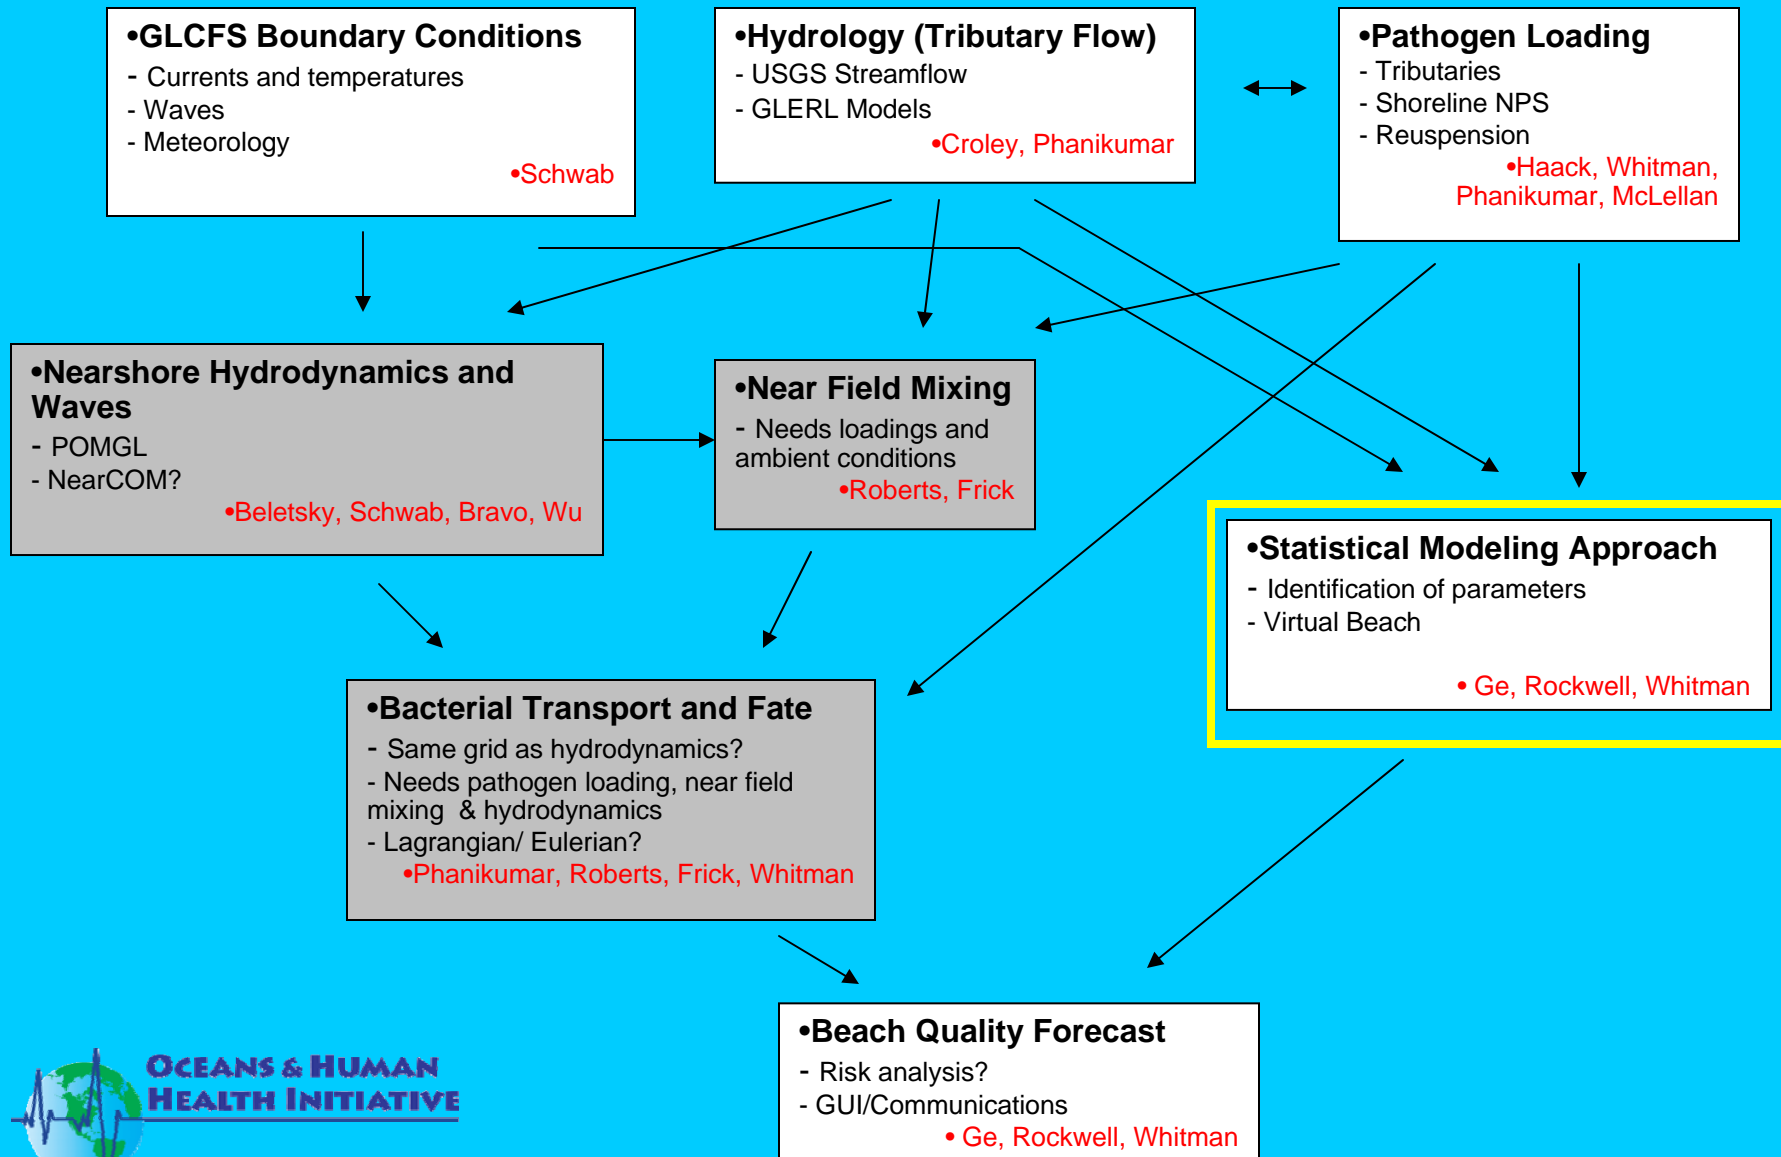 •GLCFS Boundary Conditions
- Currents and temperatures
- Waves
- Meteorology
•Schwab
•Hydrology (Tributary Flow)
- USGS Streamflow
- GLERL Models
•Croley, Phanikumar
•Pathogen Loading
- Tributaries
- Shoreline NPS
- Reuspension
•Haack, Whitman,
Phanikumar, McLellan
•Nearshore Hydrodynamics and
Waves
- POMGL
- NearCOM?
•Beletsky, Schwab, Bravo, Wu
•Near Field Mixing
- Needs loadings and
ambient conditions
•Roberts, Frick
•Statistical Modeling Approach
- Identification of parameters
- Virtual Beach
• Ge, Rockwell, Whitman
•Bacterial Transport and Fate
- Same grid as hydrodynamics?
- Needs pathogen loading, near field
mixing & hydrodynamics
- Lagrangian/ Eulerian?
•Phanikumar, Roberts, Frick, Whitman
•Beach Quality Forecast
- Risk analysis?
- GUI/Communications
• Ge, Rockwell, Whitman
OCEANS & HUMAN
HEALTH INITIATIVE